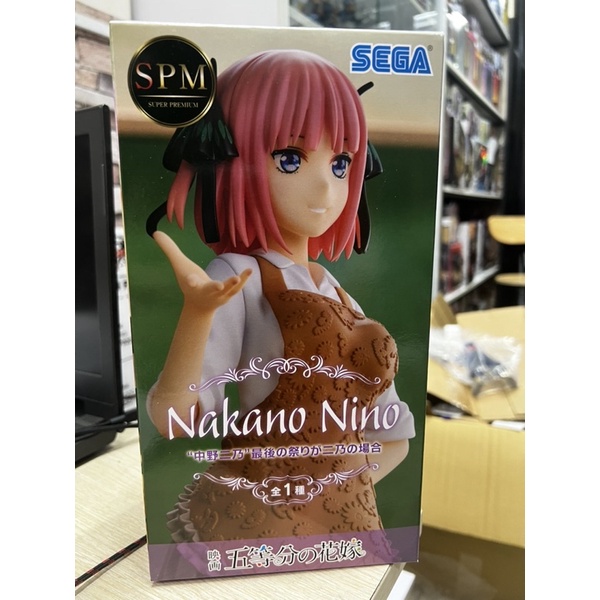 SPM
SUPER PREMIUM
SEGA
Nakano Nino
"中野二乃"最後の祭りが二乃の場合
全1種
映画 五等分の花嫁